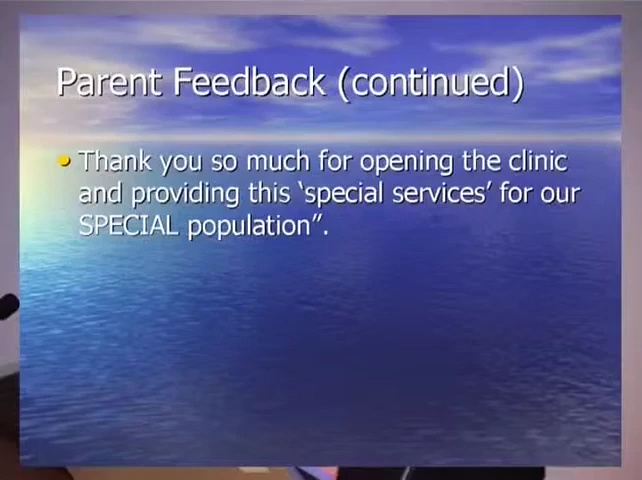 Parent Feedback (continued)
• Thank you so much for opening the clinic
and providing this ‘special services’ for our
SPECIAL population”.